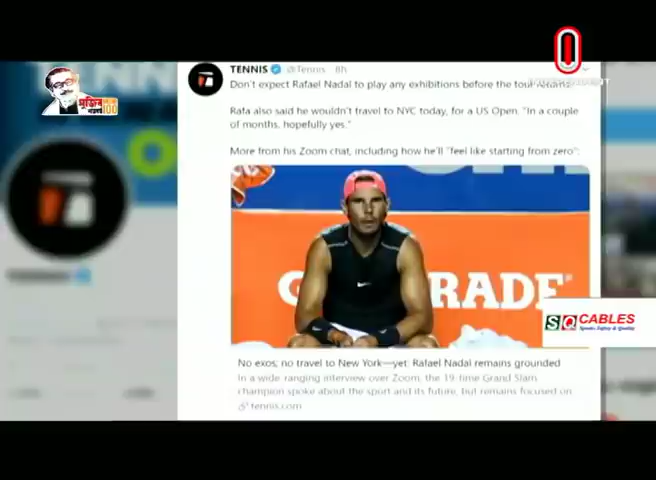 TENNIS @Tennis · 8h
Don't expect Rafael Nadal to play any exhibitions before the tour returns.
Rafa also said he wouldn't travel to NYC today, for a US Open. "In a couple
of months, hopefully yes."
More from his Zoom chat, including how he'll "feel like starting from zero":
No exos; no travel to New York—yet: Rafael Nadal remains grounded
In a wide ranging interview over Zoom, the 19-time Grand Slam
champion spoke about the sport and its future, but remains focused on
tennis.com
SQ CABLES
মুজিব
100